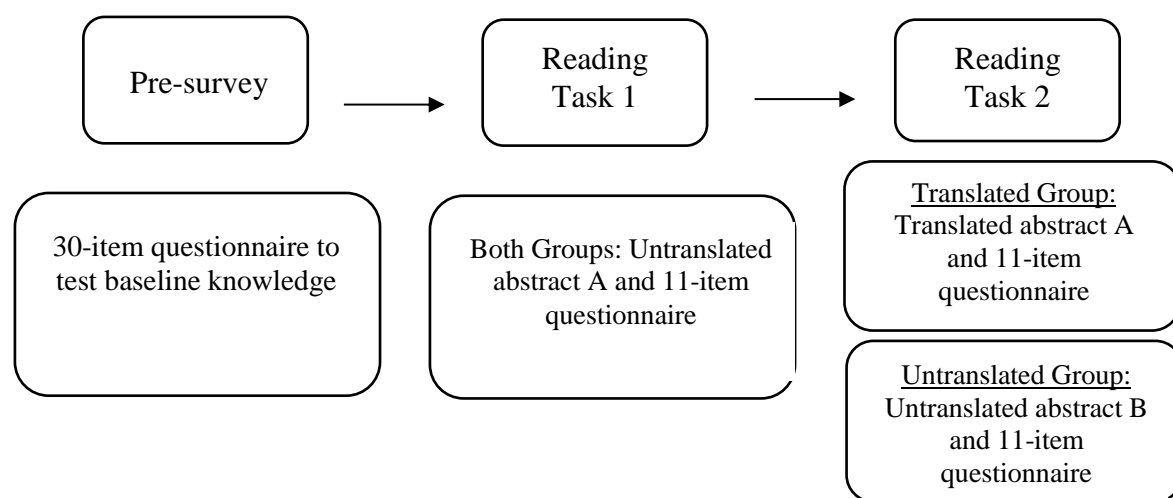 Pre-survey
Reading
Task 1
Reading
Task 2
30-item questionnaire to
test baseline knowledge
Both Groups: Untranslated
abstract A and 11-item
questionnaire
Translated Group:
Translated abstract A
and 11-item
questionnaire
Untranslated Group:
Untranslated abstract B
and 11-item
questionnaire